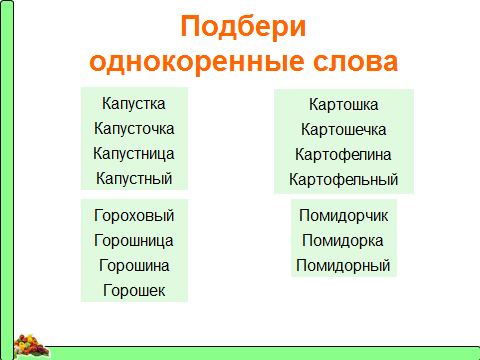 Подбери
однокоренные слова
Капустка
Капусточка
Капустница
Капустный
Картошка
Картошечка
Картофелина
Картофельный
Гороховый
Горошница
Горошина
Горошек
Помидорчик
Помидорка
Помидорный